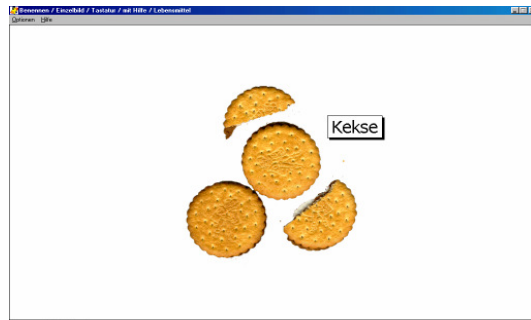 Benennen / Einzelbild / Tastatur / mit Hilfe / Lebensmittel
Optionen Hilfe
Kekse